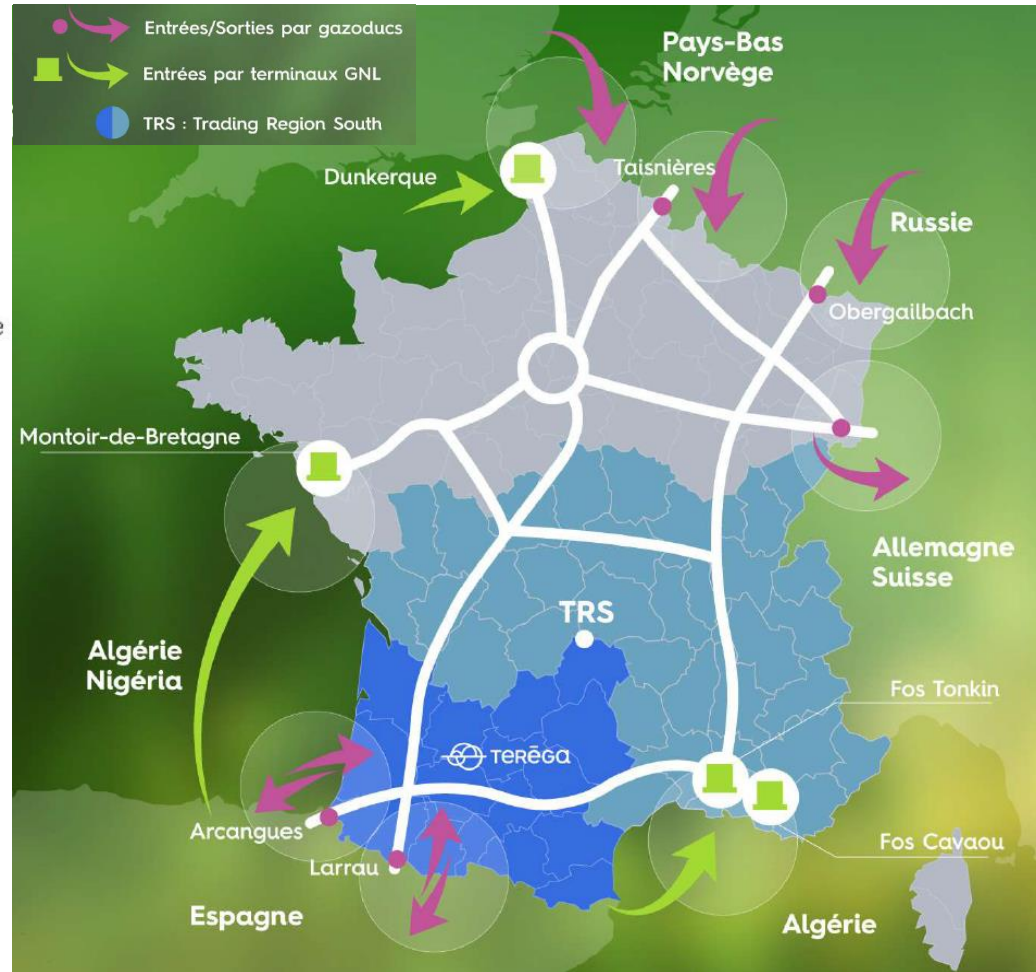 Entrées/Sorties par gazoducs
Entrées par terminaux GNL
TRS : Trading Region South
Pays-Bas
Norvège
Dunkerque
Taisnières
Russie
Obergailbach
Montoir-de-Bretagne
Allemagne
Suisse
TRS
Algérie
Nigéria
Fos Tonkin
TERĒGA
Arcangues
Larrau
Fos Cavaou
Espagne
Algérie